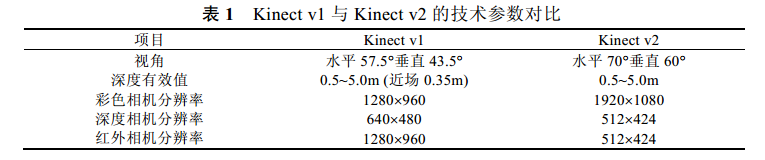 表 1 Kinect v1 与 Kinect v2 的技术参数对比
项目 Kinect v1 Kinect v2
视角 水平 57.5°垂直 43.5° 水平 70°垂直 60°
深度有效值 0.5~5.0m (近场 0.35m) 0.5~5.0m
彩色相机分辨率 1280×960 1920×1080
深度相机分辨率 640×480 512×424
红外相机分辨率 1280×960 512×424